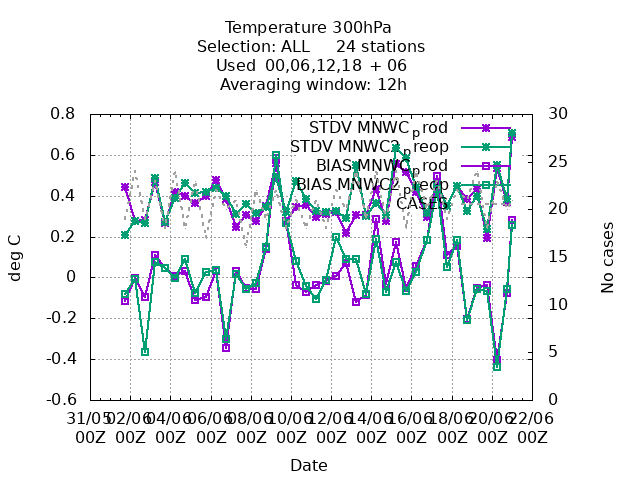 Temperature 300hPa
Selection: ALL 24 stations
Used 00,06,12,18 + 06
Averaging window: 12h
0.8
0.6
0.4
0.2
0
-0.2
-0.4
-0.6
deg C
30
25
20
15
10
5
0
No cases
STDV MNWC_prod
STDV MNWC2_preop
BIAS MNWC_prod
BIAS MNWC2_preop
CASES
31/05 02/06 04/06 06/06 08/06 10/06 12/06 14/06 16/06 18/06 20/06 22/06
00Z 00Z 00Z 00Z 00Z 00Z 00Z 00Z 00Z 00Z 00Z 00Z
Date